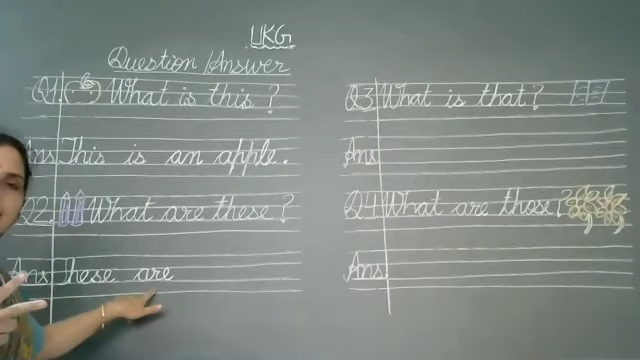 UKG
Question/Answer
Q1. What is this?
Ans This is an apple.
Q2. What are these?
Ans These are
Q3 What is that?
Ans
Q4 What are those?
Ans